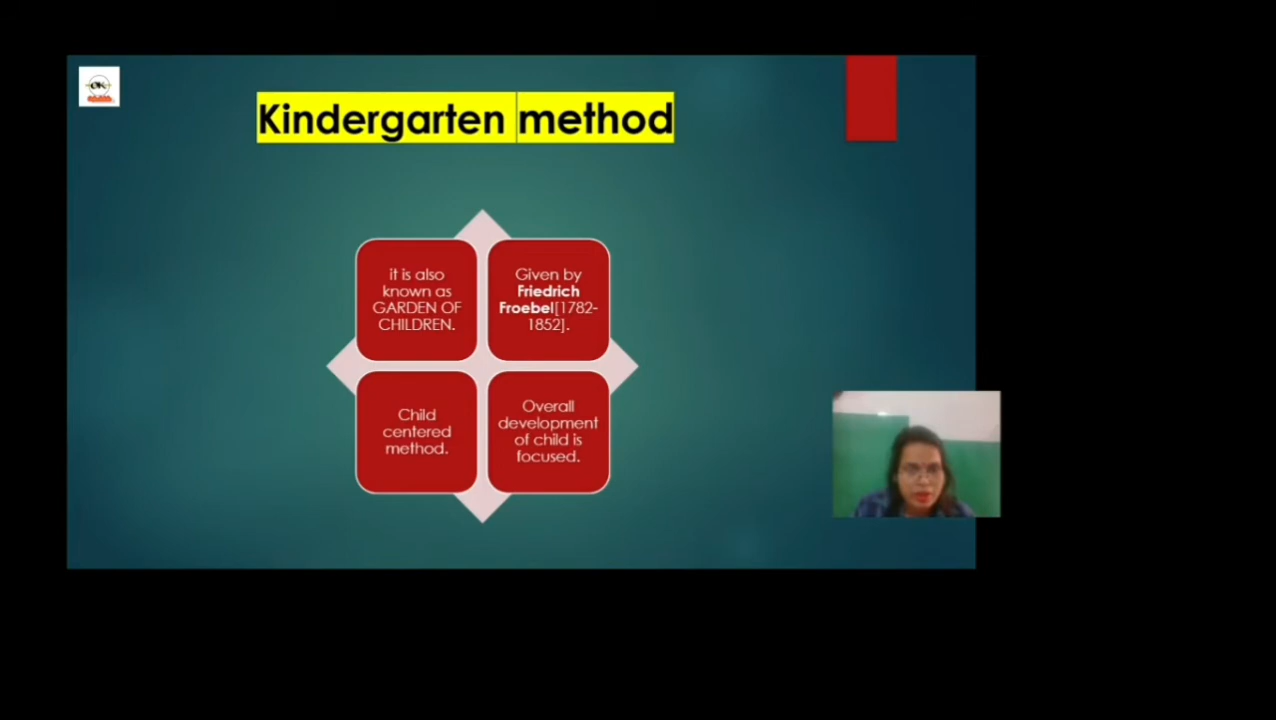 Kindergarten method
it is also
known as
GARDEN OF
CHILDREN.
Given by
Friedrich
Froebel[1782-
1852].
Child
centered
method.
Overall
development
of child is
focused.